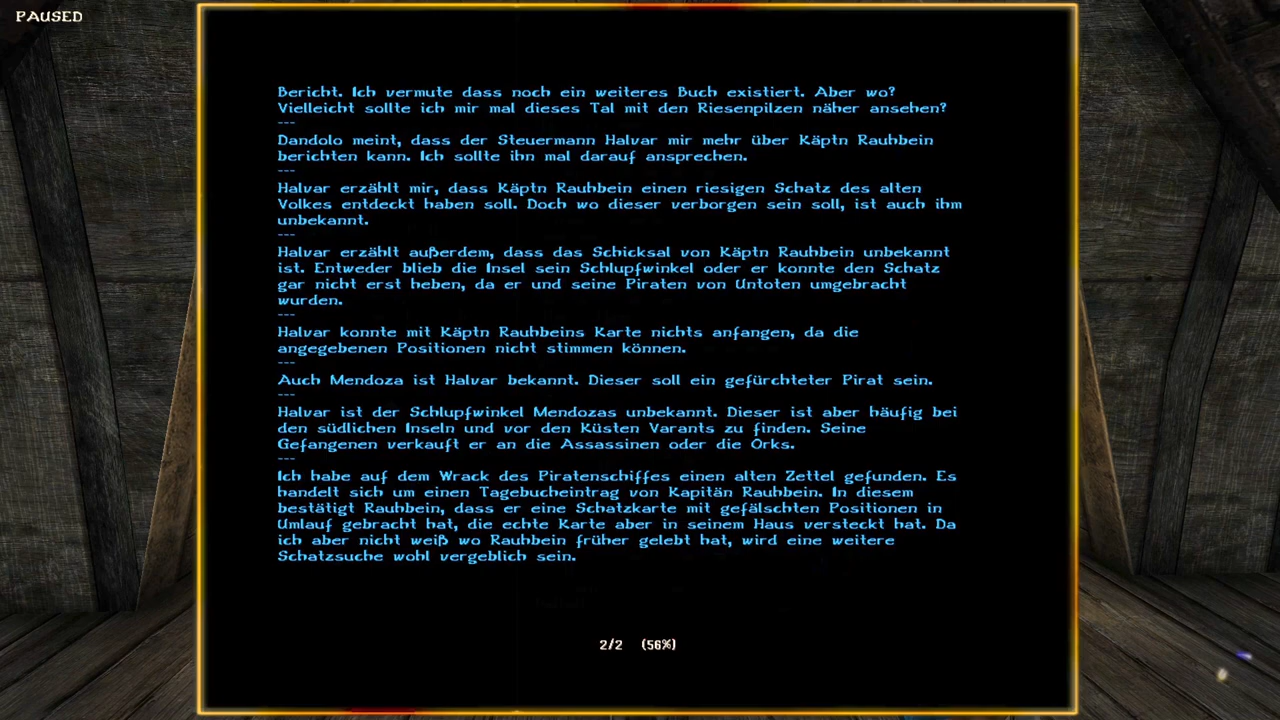 PAUSED
Bericht. Ich vermute dass noch ein weiteres Buch existiert. Aber wo?
Vielleicht sollte ich mir mal dieses Tal mit den Riesenpilzen näher ansehen?
---
Dandolo meint, dass der Steuermann Halvar mir mehr über Käptn Rauhbein
berichten kann. Ich sollte ihn mal darauf ansprechen.
---
Halvar erzählt mir, dass Käptn Rauhbein einen riesigen Schatz des alten
Volkes entdeckt haben soll. Doch wo dieser verborgen sein soll, ist auch ihm
unbekannt.
---
Halvar erzählt außerdem, dass das Schicksal von Käptn Rauhbein unbekannt
ist. Entweder blieb die Insel sein Schlupfwinkel oder er konnte den Schatz
gar nicht erst heben, da er und seine Piraten von Untoten umgebracht
wurden.
---
Halvar konnte mit Käptn Rauhbeins Karte nichts anfangen, da die
angegebenen Positionen nicht stimmen können.
---
Auch Mendoza ist Halvar bekannt. Dieser soll ein gefürchteter Pirat sein.
---
Halvar ist der Schlupfwinkel Mendozas unbekannt. Dieser ist aber häufig bei
den südlichen Inseln und vor den Küsten Varants zu finden. Seine
Gefangenen verkauft er an die Assassinen oder die Orks.
---
Ich habe auf dem Wrack des Piratenschiffes einen alten Zettel gefunden. Es
handelt sich um einen Tagebucheintrag von Kapitän Rauhbein. In diesem
bestätigt Rauhbein, dass er eine Schatzkarte mit gefälschten Positionen in
Umlauf gebracht hat, die echte Karte aber in seinem Haus versteckt hat. Da
ich aber nicht weiß wo Rauhbein früher gelebt hat, wird eine weitere
Schatzsuche wohl vergeblich sein.
2/2 (56%)